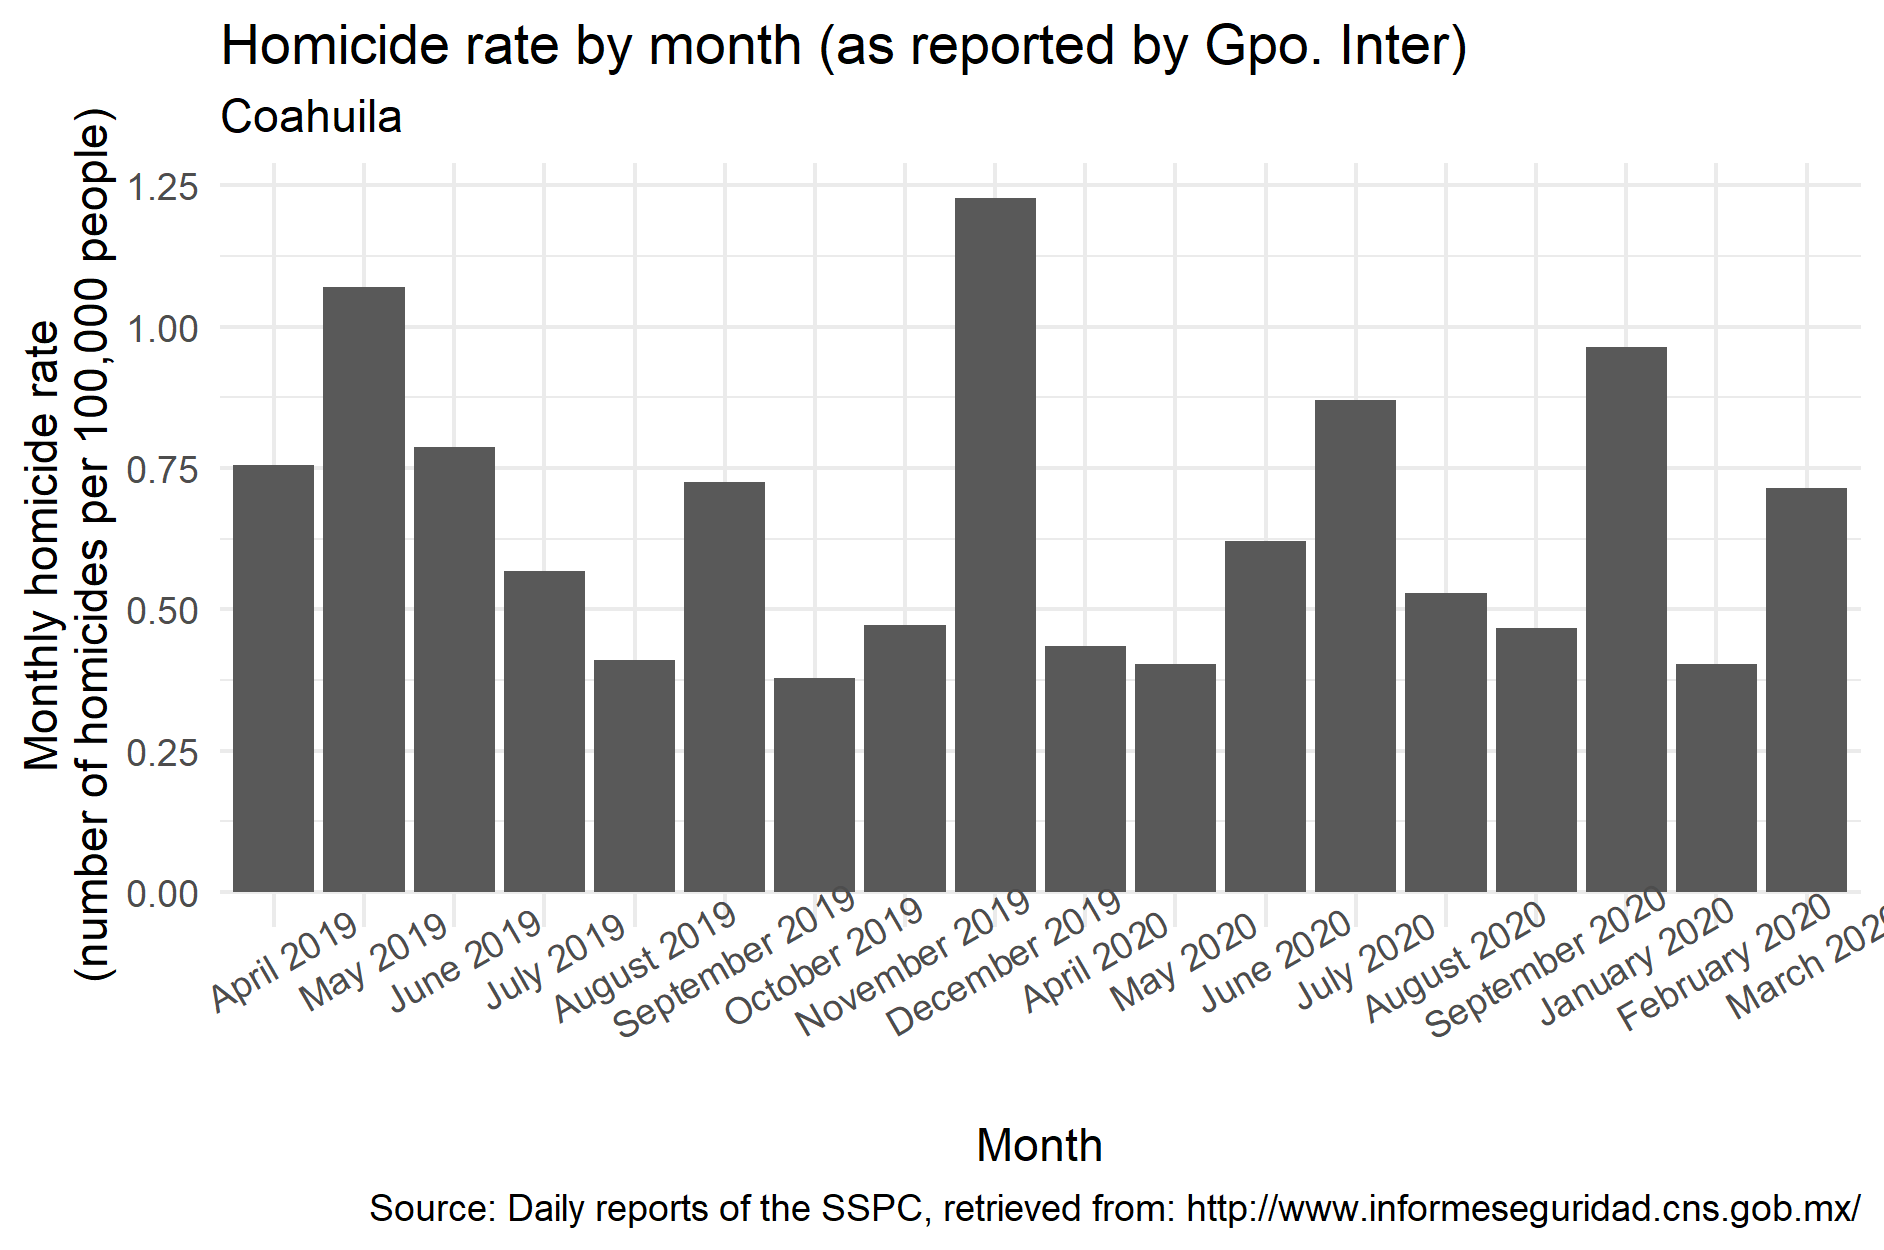 Homicide rate by month (as reported by Gpo. Inter)
Coahuila
Monthly homicide rate
(number of homicides per 100,000 people)
1.25
1.00
0.75
0.50
0.25
0.00
April 2019
May 2019
June 2019
July 2019
August 2019
September 2019
October 2019
November 2019
December 2019
April 2020
May 2020
June 2020
July 2020
August 2020
September 2020
January 2020
February 2020
March 2020
Month
Source: Daily reports of the SSPC, retrieved from: http://www.informeseguridad.cns.gob.mx/